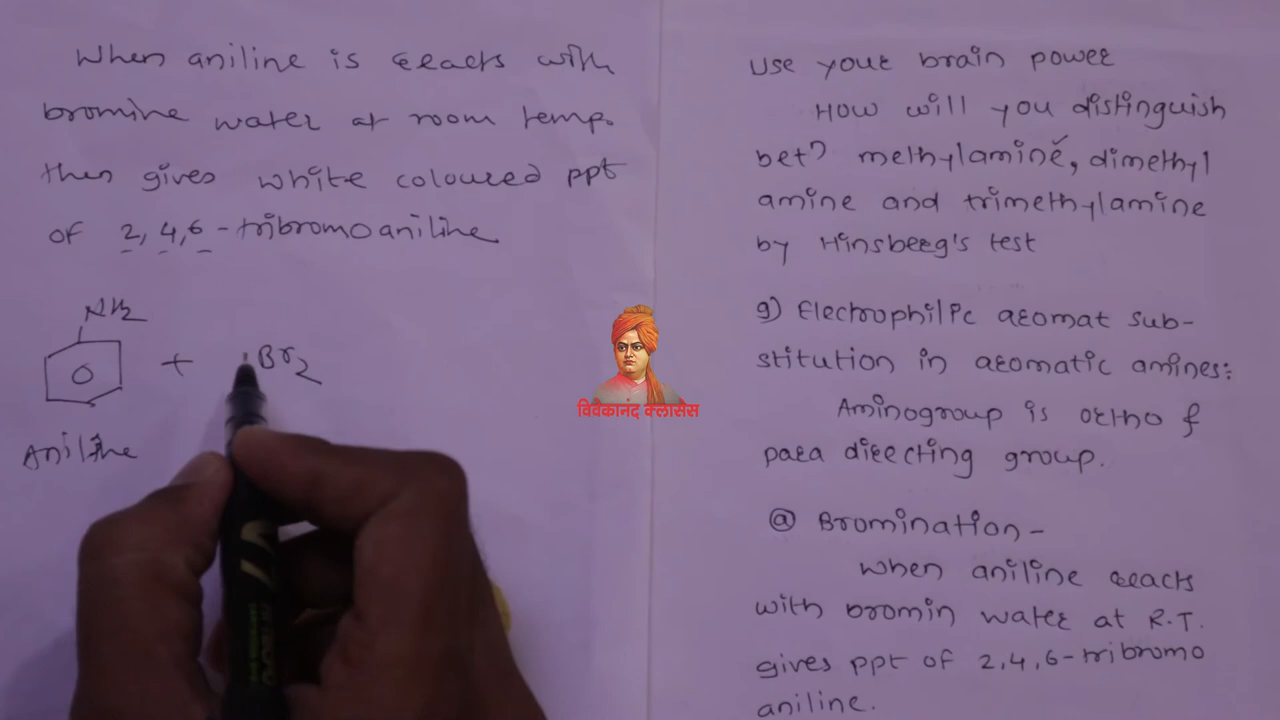 When aniline is reacts with
bromine water at room temp.
then gives white coloured ppt
of 2, 4, 6 - tribromoaniline
NH2
+ Br2
Aniline
विवेकानंद क्लासेस
Use your brain power
How will you distinguish
betn methylamine, dimethyl
amine and trimethylamine
by Hinsberg's test
9) Electrophilic aromat sub-
stitution in aromatic amines:
Aminogroup is ortho &
para directing group.
ⓐ Bromination -
When aniline reacts
with bromin water at R.T.
gives ppt of 2,4,6-tribromo
aniline.